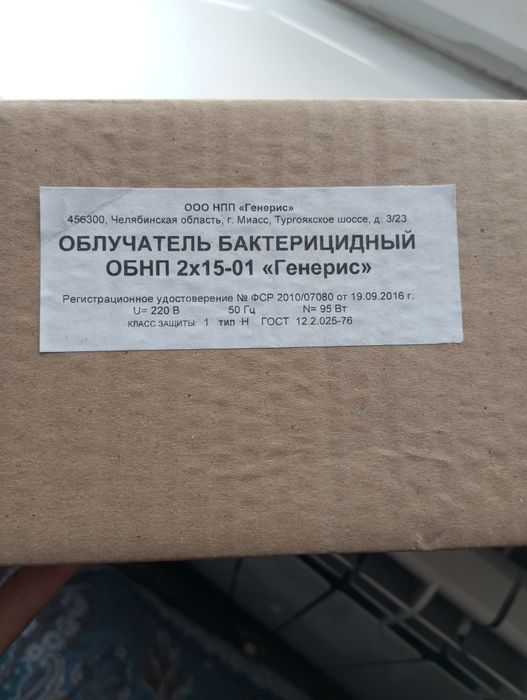 ООО НПП «Генерис»
456300, Челябинская область, г. Миасс, Тургоякское шоссе, д. 3/23
ОБЛУЧАТЕЛЬ БАКТЕРИЦИДНЫЙ
ОБНП 2х15-01 «Генерис»
Регистрационное удостоверение № ФСР 2010/07080 от 19.09.2016 г.
U= 220 В 50 Гц N= 95 Вт
КЛАСС ЗАЩИТЫ: 1 тип Н ГОСТ 12.2.025-76